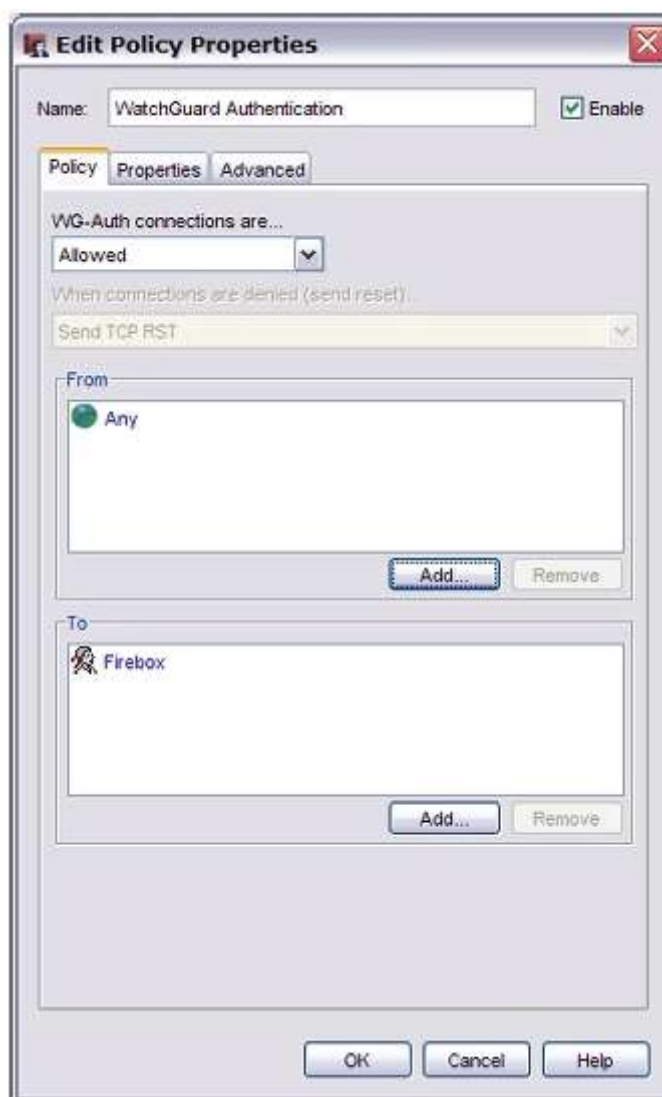 Edit Policy Properties
Name: WatchGuard Authentication Enable
Policy Properties Advanced
WG-Auth connections are...
Allowed
When connections are denied (send reset)...
Send TCP RST
From
Any
Add... Remove
To
Firebox
Add... Remove
OK Cancel Help